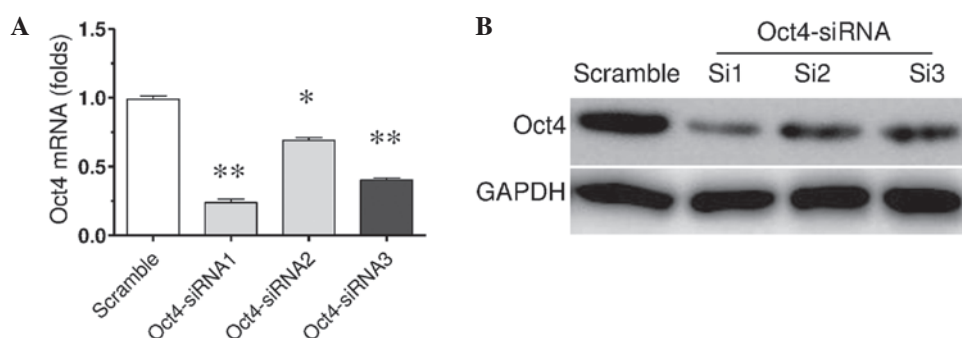 A
Oct4 mRNA (folds)
1.5
1.0
0.5
0.0
*
**
**
Scramble
Oct4-siRNA1
Oct4-siRNA2
Oct4-siRNA3
B
Oct4-siRNA
Scramble Si1 Si2 Si3
Oct4
GAPDH